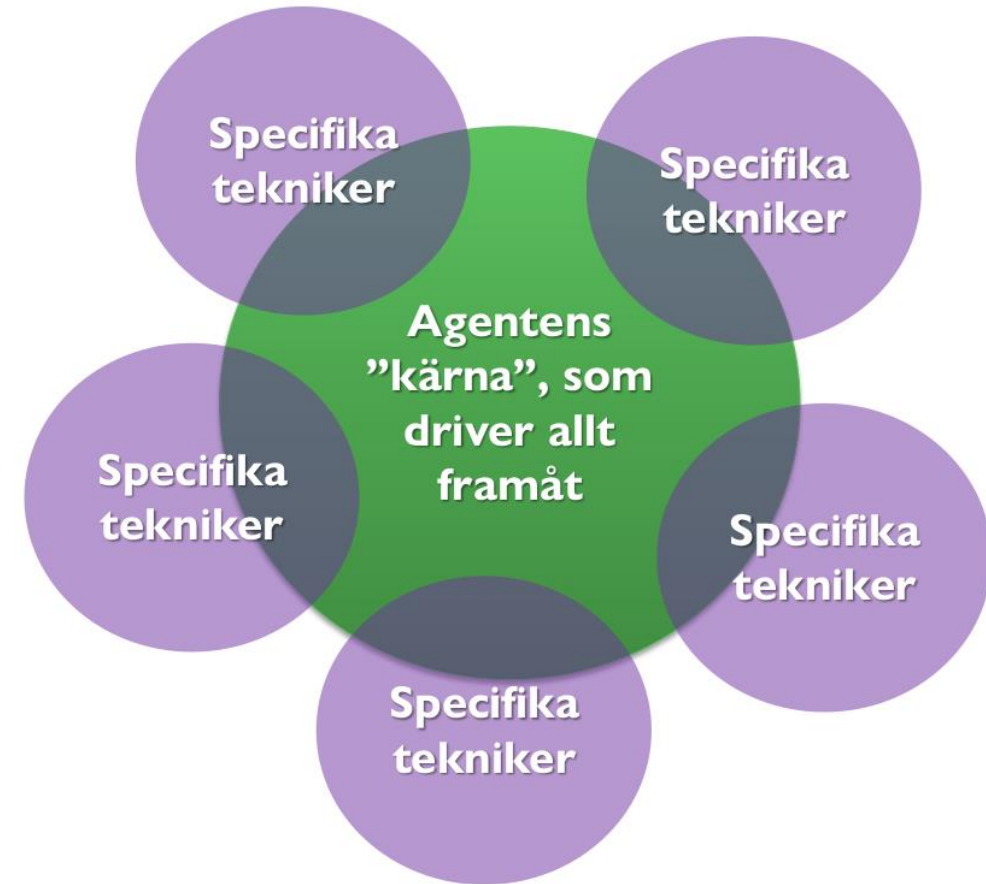 Specifika
tekniker
Specifika
tekniker
Agentens
”kärna”, som
driver allt
framåt
Specifika
tekniker
Specifika
tekniker
Specifika
tekniker